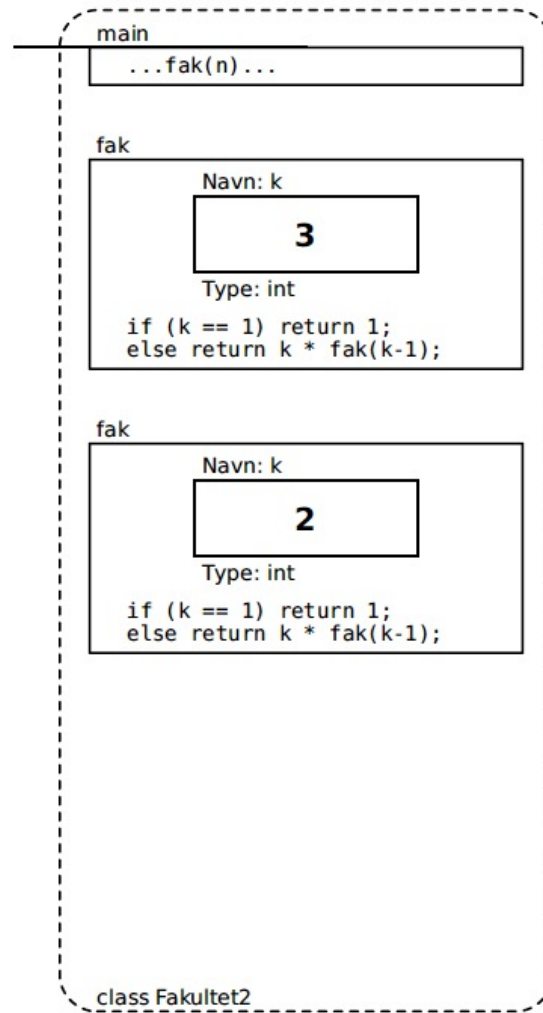 main
...fak(n)...
fak
Navn: k
3
Type: int
if (k == 1) return 1;
else return k * fak(k-1);
fak
Navn: k
2
Type: int
if (k == 1) return 1;
else return k * fak(k-1);
class Fakultet2